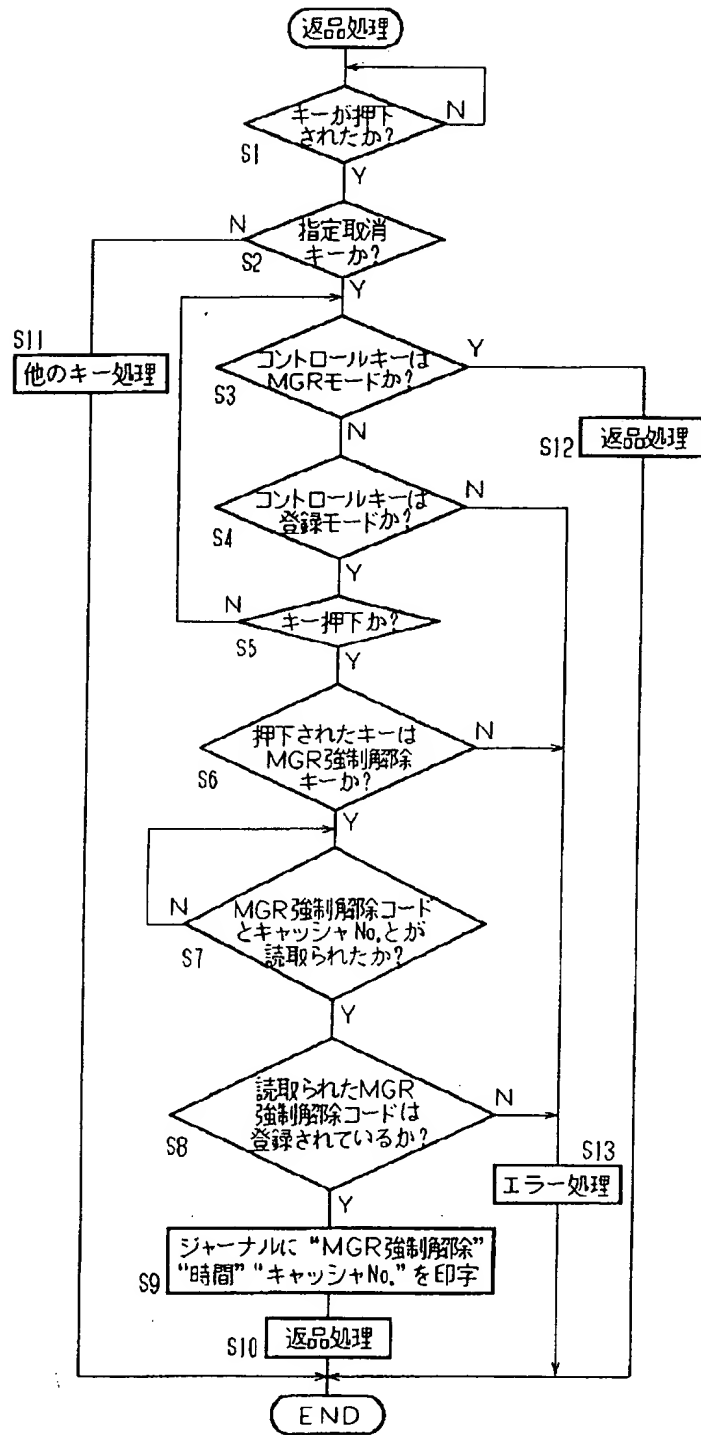 返品処理
キーが押下
されたか?
N
S1
Y
指定取消
キーか?
N
S2
Y
S11
他のキー処理
コントロールキーは
MGRモードか?
Y
S3
N
S12
返品処理
コントロールキーは
登録モードか?
N
S4
Y
キー押下か?
N
S5
Y
押下されたキーは
MGR強制解除
キーか?
N
S6
Y
MGR強制解除コード
とキャッシャNo.とが
読取られたか?
N
S7
Y
読取られたMGR
強制解除コードは
登録されているか?
N
S8
Y
S13
エラー処理
ジャーナルに“MGR強制解除”
“時間”“キャッシャNo.”を印字
S9
S10
返品処理
END